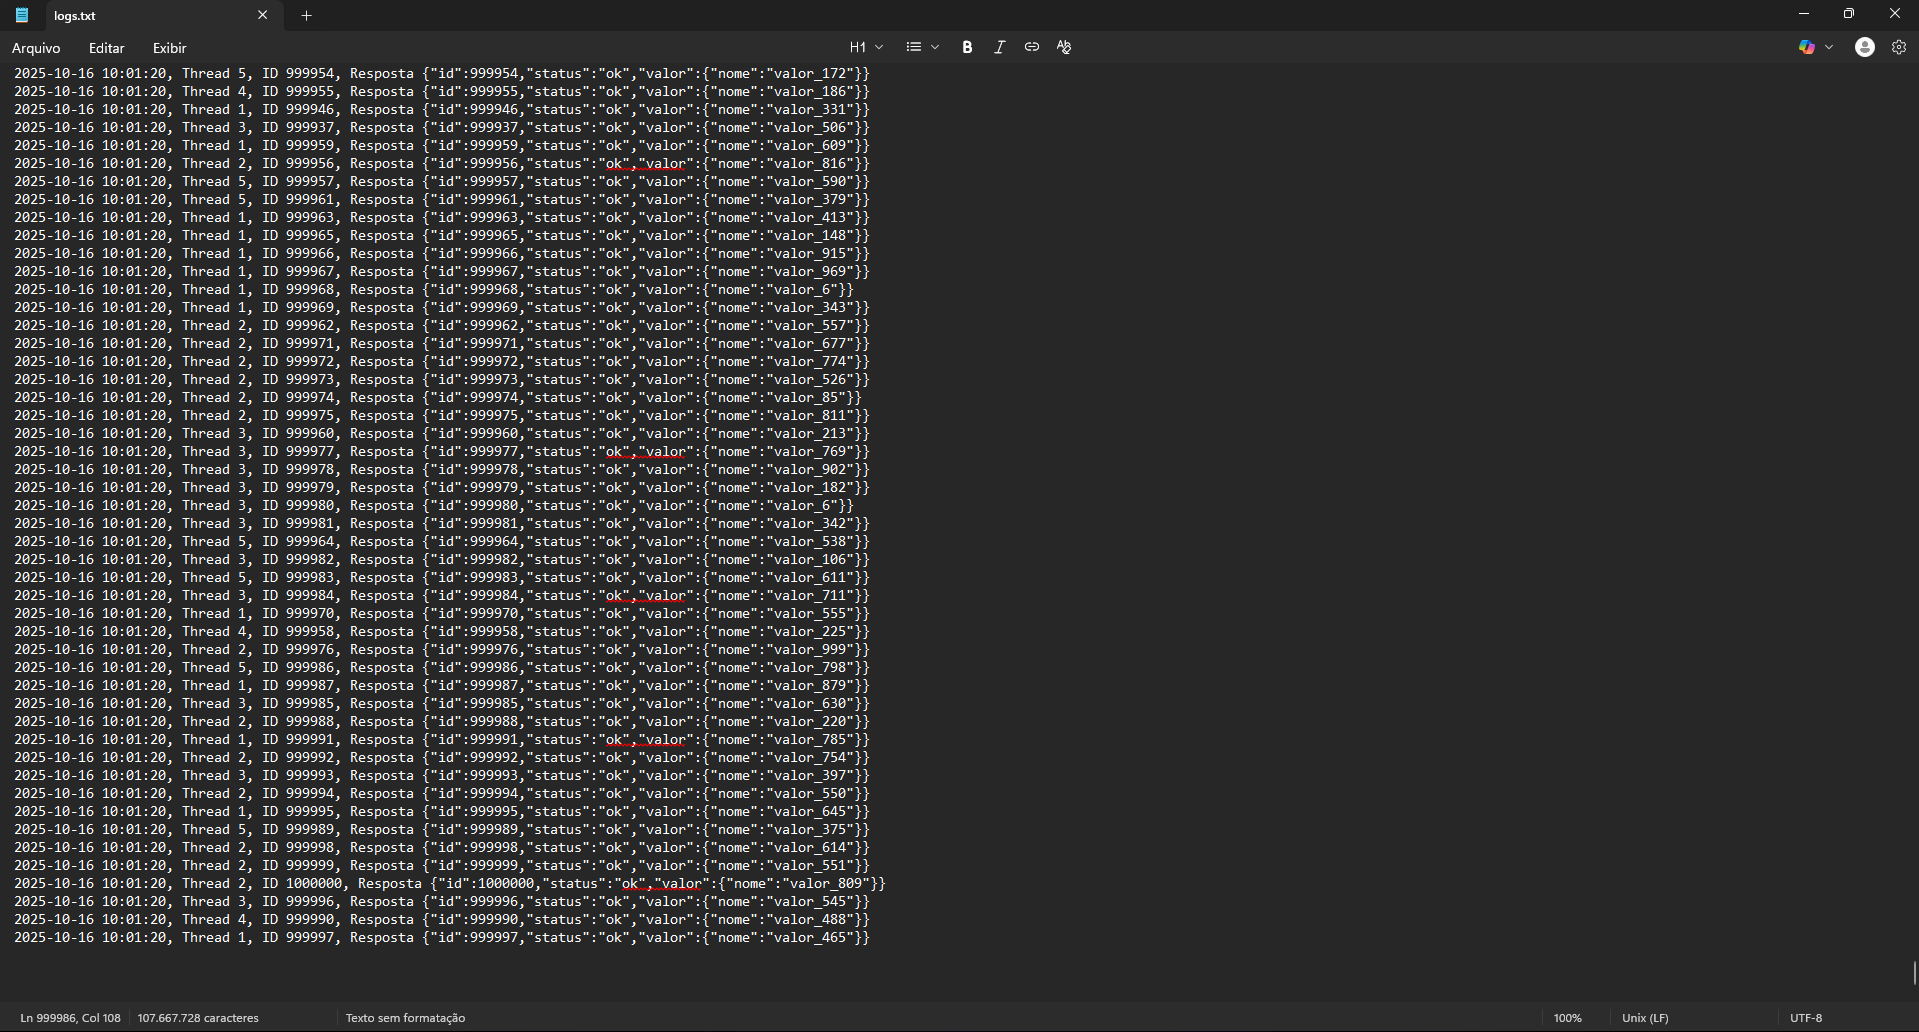 logs.txt
Arquivo Editar Exibir H1 B I
2025-10-16 10:01:20, Thread 5, ID 999954, Resposta {"id":999954,"status":"ok","valor":{"nome":"valor_172"}}
2025-10-16 10:01:20, Thread 4, ID 999955, Resposta {"id":999955,"status":"ok","valor":{"nome":"valor_186"}}
2025-10-16 10:01:20, Thread 1, ID 999946, Resposta {"id":999946,"status":"ok","valor":{"nome":"valor_331"}}
2025-10-16 10:01:20, Thread 3, ID 999937, Resposta {"id":999937,"status":"ok","valor":{"nome":"valor_506"}}
2025-10-16 10:01:20, Thread 1, ID 999959, Resposta {"id":999959,"status":"ok","valor":{"nome":"valor_609"}}
2025-10-16 10:01:20, Thread 2, ID 999956, Resposta {"id":999956,"status":"ok","valor":{"nome":"valor_816"}}
2025-10-16 10:01:20, Thread 5, ID 999957, Resposta {"id":999957,"status":"ok","valor":{"nome":"valor_590"}}
2025-10-16 10:01:20, Thread 5, ID 999961, Resposta {"id":999961,"status":"ok","valor":{"nome":"valor_379"}}
2025-10-16 10:01:20, Thread 1, ID 999963, Resposta {"id":999963,"status":"ok","valor":{"nome":"valor_413"}}
2025-10-16 10:01:20, Thread 1, ID 999965, Resposta {"id":999965,"status":"ok","valor":{"nome":"valor_148"}}
2025-10-16 10:01:20, Thread 1, ID 999966, Resposta {"id":999966,"status":"ok","valor":{"nome":"valor_915"}}
2025-10-16 10:01:20, Thread 1, ID 999967, Resposta {"id":999967,"status":"ok","valor":{"nome":"valor_969"}}
2025-10-16 10:01:20, Thread 1, ID 999968, Resposta {"id":999968,"status":"ok","valor":{"nome":"valor_6"}}
2025-10-16 10:01:20, Thread 1, ID 999969, Resposta {"id":999969,"status":"ok","valor":{"nome":"valor_343"}}
2025-10-16 10:01:20, Thread 2, ID 999962, Resposta {"id":999962,"status":"ok","valor":{"nome":"valor_557"}}
2025-10-16 10:01:20, Thread 2, ID 999971, Resposta {"id":999971,"status":"ok","valor":{"nome":"valor_677"}}
2025-10-16 10:01:20, Thread 2, ID 999972, Resposta {"id":999972,"status":"ok","valor":{"nome":"valor_774"}}
2025-10-16 10:01:20, Thread 2, ID 999973, Resposta {"id":999973,"status":"ok","valor":{"nome":"valor_526"}}
2025-10-16 10:01:20, Thread 2, ID 999974, Resposta {"id":999974,"status":"ok","valor":{"nome":"valor_85"}}
2025-10-16 10:01:20, Thread 2, ID 999975, Resposta {"id":999975,"status":"ok","valor":{"nome":"valor_811"}}
2025-10-16 10:01:20, Thread 3, ID 999960, Resposta {"id":999960,"status":"ok","valor":{"nome":"valor_213"}}
2025-10-16 10:01:20, Thread 3, ID 999977, Resposta {"id":999977,"status":"ok","valor":{"nome":"valor_769"}}
2025-10-16 10:01:20, Thread 3, ID 999978, Resposta {"id":999978,"status":"ok","valor":{"nome":"valor_902"}}
2025-10-16 10:01:20, Thread 3, ID 999979, Resposta {"id":999979,"status":"ok","valor":{"nome":"valor_182"}}
2025-10-16 10:01:20, Thread 3, ID 999980, Resposta {"id":999980,"status":"ok","valor":{"nome":"valor_6"}}
2025-10-16 10:01:20, Thread 3, ID 999981, Resposta {"id":999981,"status":"ok","valor":{"nome":"valor_342"}}
2025-10-16 10:01:20, Thread 5, ID 999964, Resposta {"id":999964,"status":"ok","valor":{"nome":"valor_538"}}
2025-10-16 10:01:20, Thread 3, ID 999982, Resposta {"id":999982,"status":"ok","valor":{"nome":"valor_106"}}
2025-10-16 10:01:20, Thread 5, ID 999983, Resposta {"id":999983,"status":"ok","valor":{"nome":"valor_611"}}
2025-10-16 10:01:20, Thread 3, ID 999984, Resposta {"id":999984,"status":"ok","valor":{"nome":"valor_711"}}
2025-10-16 10:01:20, Thread 1, ID 999970, Resposta {"id":999970,"status":"ok","valor":{"nome":"valor_555"}}
2025-10-16 10:01:20, Thread 4, ID 999958, Resposta {"id":999958,"status":"ok","valor":{"nome":"valor_225"}}
2025-10-16 10:01:20, Thread 2, ID 999976, Resposta {"id":999976,"status":"ok","valor":{"nome":"valor_999"}}
2025-10-16 10:01:20, Thread 5, ID 999986, Resposta {"id":999986,"status":"ok","valor":{"nome":"valor_798"}}
2025-10-16 10:01:20, Thread 1, ID 999987, Resposta {"id":999987,"status":"ok","valor":{"nome":"valor_879"}}
2025-10-16 10:01:20, Thread 3, ID 999985, Resposta {"id":999985,"status":"ok","valor":{"nome":"valor_630"}}
2025-10-16 10:01:20, Thread 2, ID 999988, Resposta {"id":999988,"status":"ok","valor":{"nome":"valor_220"}}
2025-10-16 10:01:20, Thread 1, ID 999991, Resposta {"id":999991,"status":"ok","valor":{"nome":"valor_785"}}
2025-10-16 10:01:20, Thread 2, ID 999992, Resposta {"id":999992,"status":"ok","valor":{"nome":"valor_754"}}
2025-10-16 10:01:20, Thread 3, ID 999993, Resposta {"id":999993,"status":"ok","valor":{"nome":"valor_397"}}
2025-10-16 10:01:20, Thread 2, ID 999994, Resposta {"id":999994,"status":"ok","valor":{"nome":"valor_550"}}
2025-10-16 10:01:20, Thread 1, ID 999995, Resposta {"id":999995,"status":"ok","valor":{"nome":"valor_645"}}
2025-10-16 10:01:20, Thread 5, ID 999989, Resposta {"id":999989,"status":"ok","valor":{"nome":"valor_375"}}
2025-10-16 10:01:20, Thread 2, ID 999998, Resposta {"id":999998,"status":"ok","valor":{"nome":"valor_614"}}
2025-10-16 10:01:20, Thread 2, ID 999999, Resposta {"id":999999,"status":"ok","valor":{"nome":"valor_551"}}
2025-10-16 10:01:20, Thread 2, ID 1000000, Resposta {"id":1000000,"status":"ok","valor":{"nome":"valor_809"}}
2025-10-16 10:01:20, Thread 3, ID 999996, Resposta {"id":999996,"status":"ok","valor":{"nome":"valor_545"}}
2025-10-16 10:01:20, Thread 4, ID 999990, Resposta {"id":999990,"status":"ok","valor":{"nome":"valor_488"}}
2025-10-16 10:01:20, Thread 1, ID 999997, Resposta {"id":999997,"status":"ok","valor":{"nome":"valor_465"}}
Ln 999986, Col 108 107.667.728 caracteres Texto sem formatação 100% Unix (LF) UTF-8